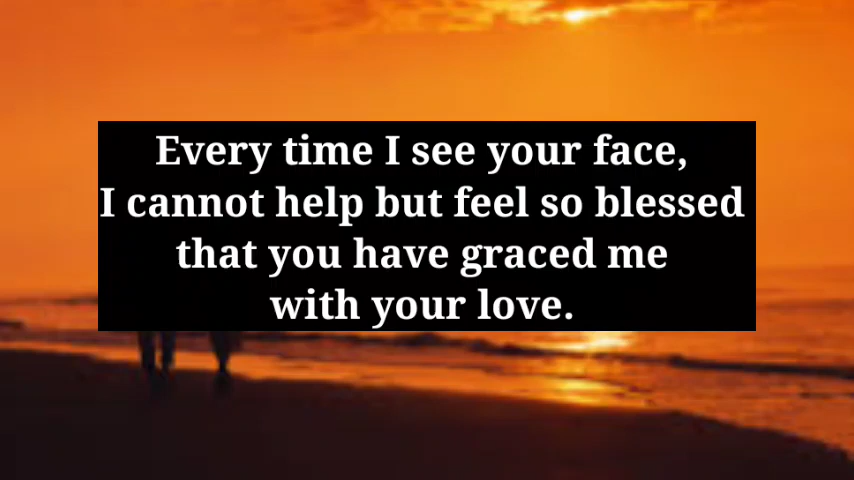 Every time I see your face,
I cannot help but feel so blessed
that you have graced me
with your love.